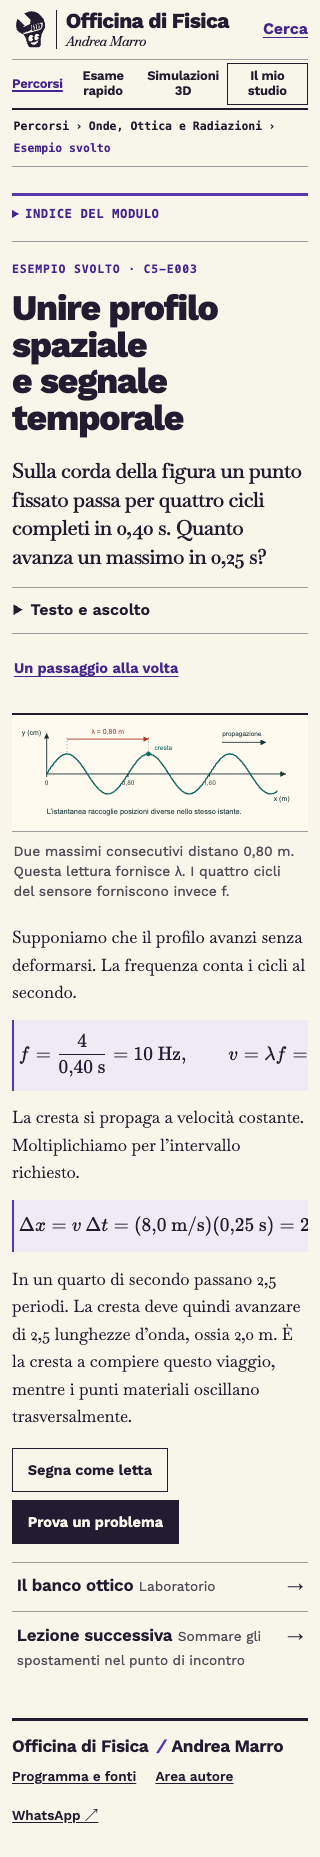 Officina di Fisica
Andrea Marro
Cerca
Percorsi
Esame rapido
Simulazioni 3D
Il mio studio
Percorsi › Onde, Ottica e Radiazioni ›
Esempio svolto
▶ INDICE DEL MODULO
ESEMPIO SVOLTO · C5–E003
Unire profilo
spaziale
e segnale
temporale
Sulla corda della figura un punto
fissato passa per quattro cicli
completi in 0,40 s. Quanto
avanza un massimo in 0,25 s?
▶ Testo e ascolto
Un passaggio alla volta
y (cm)
λ = 0,80 m
cresta
propagazione
0
0,80
1,60
x (m)
L'istantanea raccoglie posizioni diverse nello stesso istante.
Due massimi consecutivi distano 0,80 m.
Questa lettura fornisce λ. I quattro cicli
del sensore forniscono invece f.
Supponiamo che il profilo avanzi senza
deformarsi. La frequenza conta i cicli al
secondo.
f = 4 / 0,40 s = 10 Hz, v = λf =
La cresta si propaga a velocità costante.
Moltiplichiamo per l’intervallo
richiesto.
Δx = v Δt = (8,0 m/s)(0,25 s) = 2
In un quarto di secondo passano 2,5
periodi. La cresta deve quindi avanzare
di 2,5 lunghezze d’onda, ossia 2,0 m. È
la cresta a compiere questo viaggio,
mentre i punti materiali oscillano
trasversalmente.
Segna come letta
Prova un problema
Il banco ottico Laboratorio →
Lezione successiva Sommare gli →
spostamenti nel punto di incontro
Officina di Fisica / Andrea Marro
Programma e fonti Area autore
WhatsApp ↗